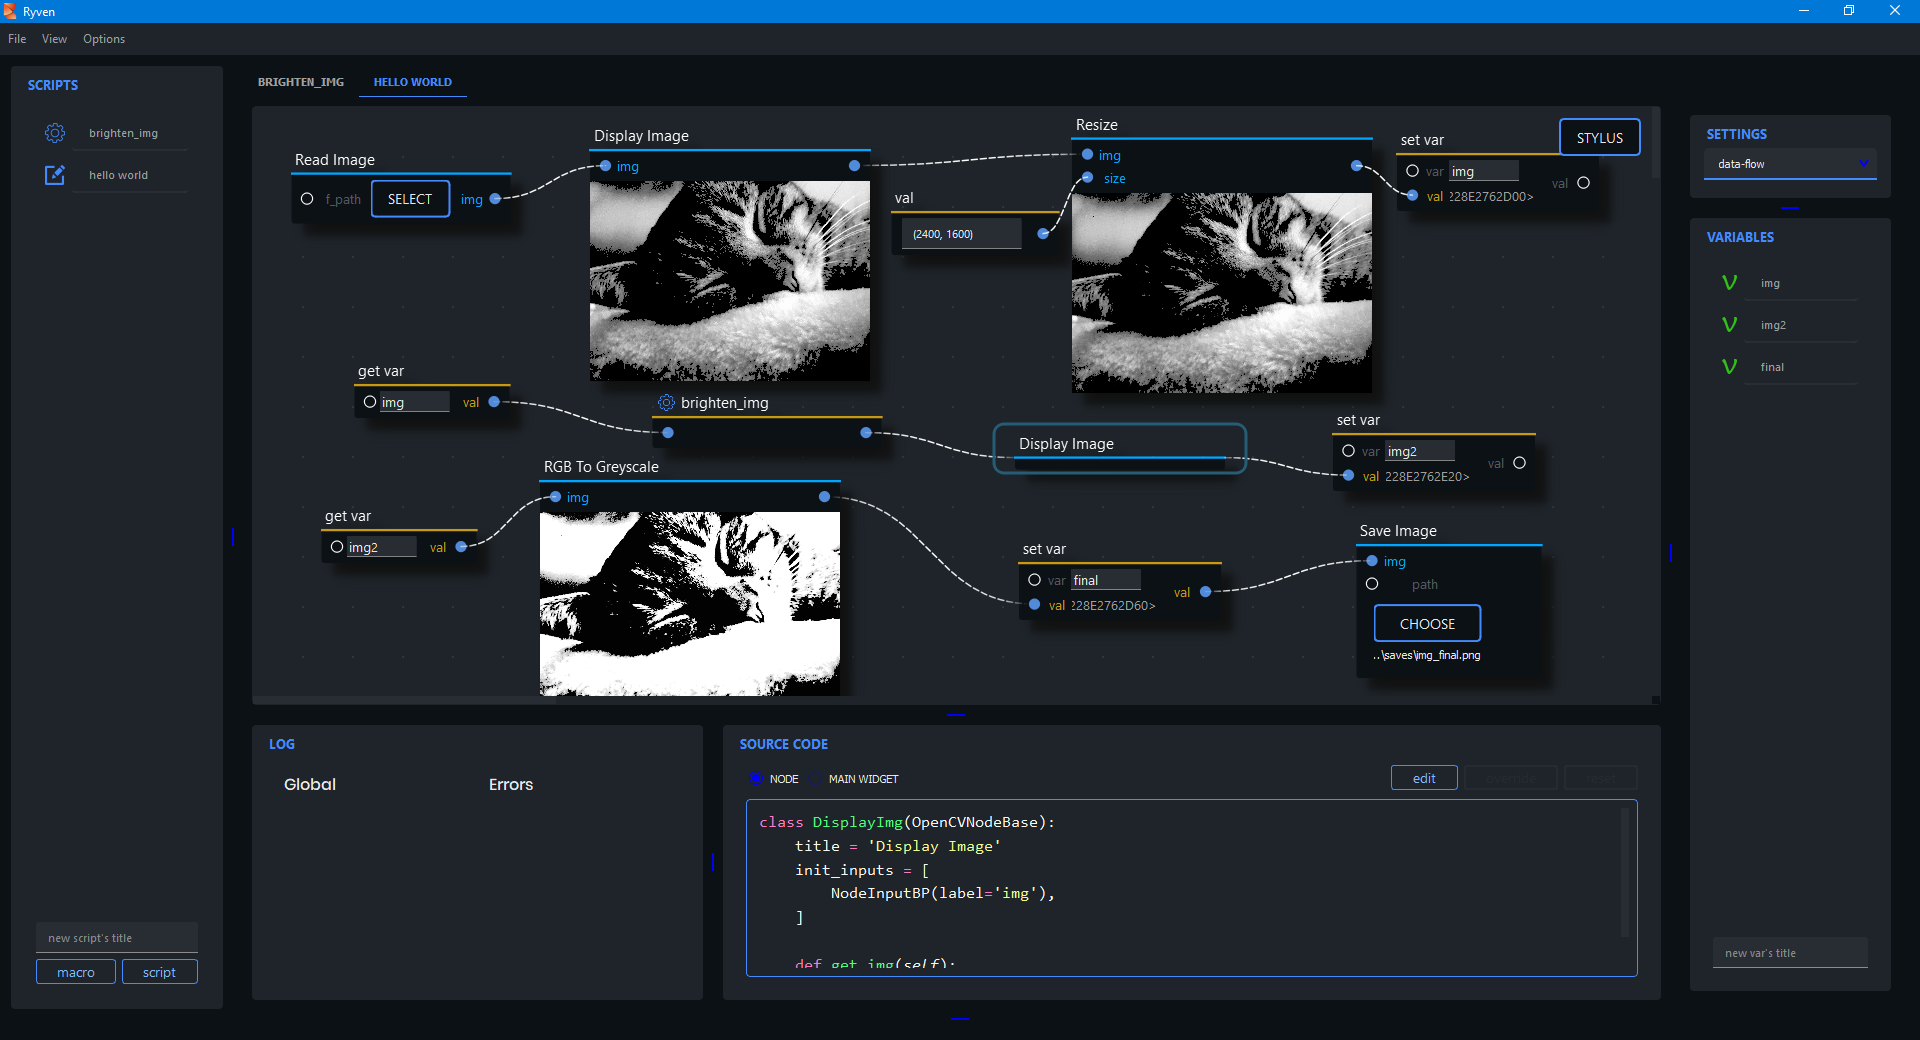 Ryven
File View Options
SCRIPTS
brighten_img
hello world
new script's title
macro script
BRIGHTEN_IMG HELLO WORLD
Read Image
f_path SELECT img
Display Image
img
val
(2400, 1600)
Resize
img
size
set var
var img
val 228E2762D00>
val
STYLUS
get var
img val
brighten_img
Display Image
set var
var img2
val 228E2762E20>
val
get var
img2 val
RGB To Greyscale
img
set var
var final
val 228E2762D60>
val
Save Image
img
path
CHOOSE
..\saves\img_final.png
LOG
Global Errors
SOURCE CODE
NODE MAIN WIDGET
edit override reset
class DisplayImg(OpenCVNodeBase):
title = 'Display Image'
init_inputs = [
NodeInputBP(label='img'),
]
def get_img(self):
SETTINGS
data-flow
VARIABLES
img
img2
final
new var's title